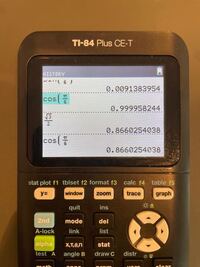 TI-84 Plus CE-T
HISTORY
0.0091383954
cos(π/6
0.999958244
√3/2
0.8660254038
cos(π/6
0.8660254038
stat plot f1 tblset f2 format f3 calc f4 table f5
y= window zoom trace graph
quit ins
2nd mode del
A-lock link list
alpha X,T,θ,n stat
test A angle B draw C distr